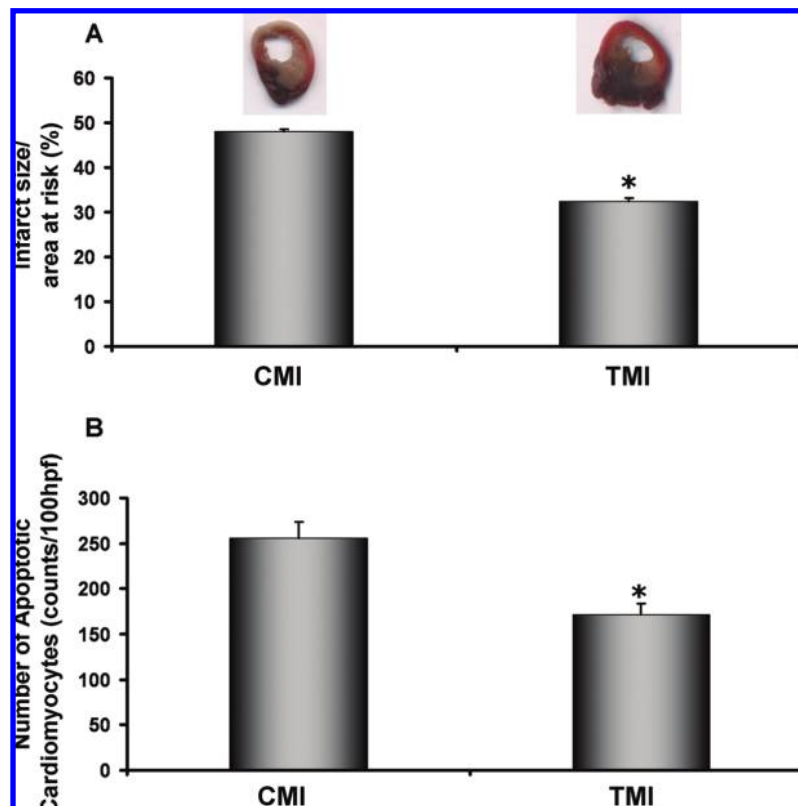 A
Infarct size/
area at risk (%)
60
50
40
30
20
10
0
*
CMI TMI
B
Number of Apoptotic
Cardiomyocytes (counts/100hpf)
300
250
200
150
100
50
0
*
CMI TMI